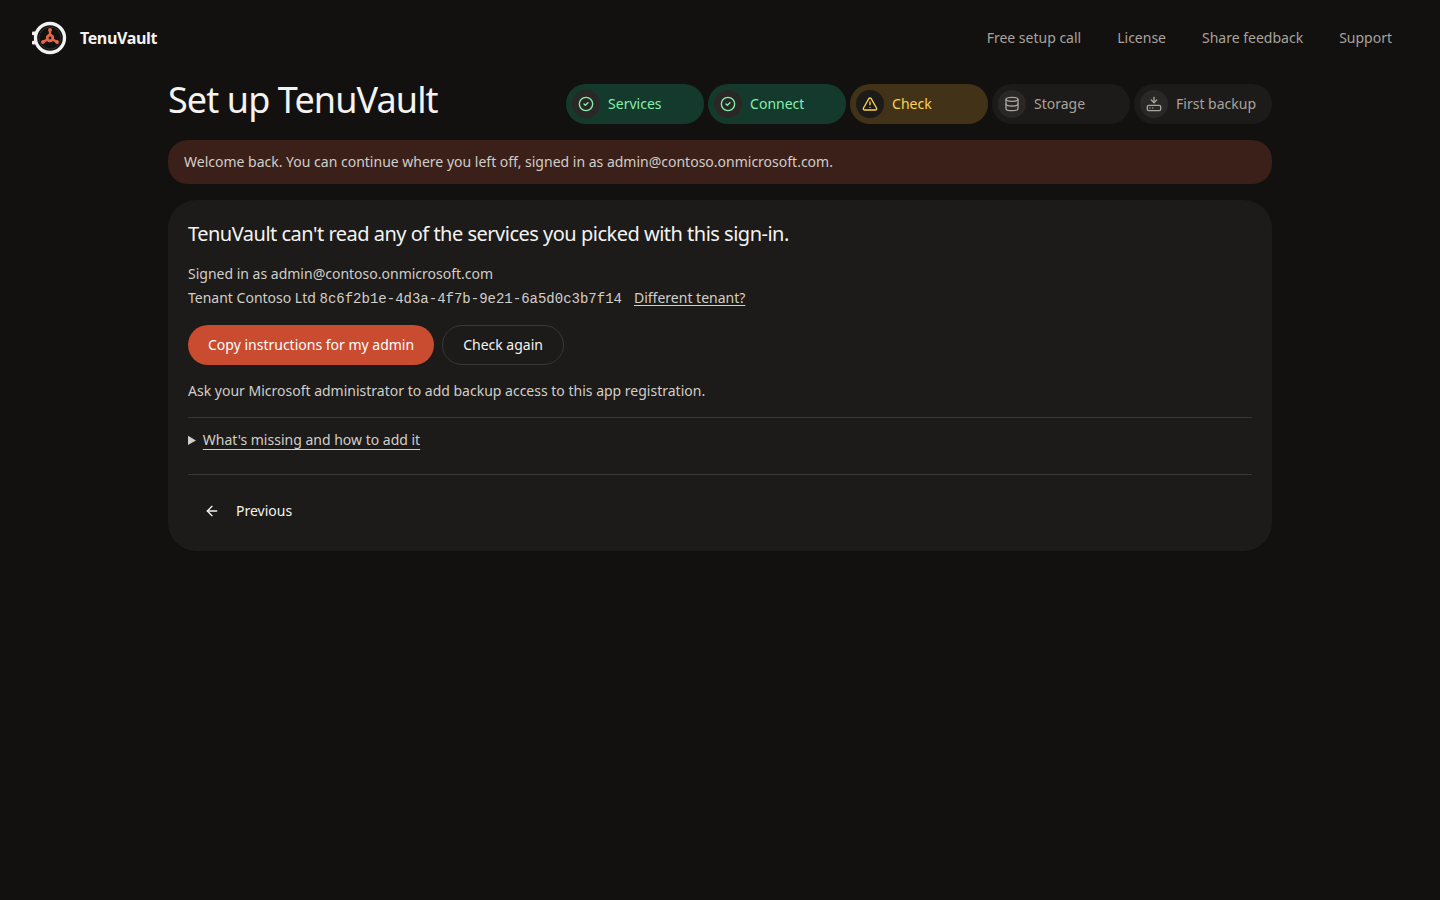 TenuVault
Free setup call
License
Share feedback
Support
Set up TenuVault
Services
Connect
Check
Storage
First backup
Welcome back. You can continue where you left off, signed in as admin@contoso.onmicrosoft.com.
TenuVault can't read any of the services you picked with this sign-in.
Signed in as admin@contoso.onmicrosoft.com
Tenant Contoso Ltd 8c6f2b1e-4d3a-4f7b-9e21-6a5d0c3b7f14 Different tenant?
Copy instructions for my admin
Check again
Ask your Microsoft administrator to add backup access to this app registration.
What's missing and how to add it
Previous